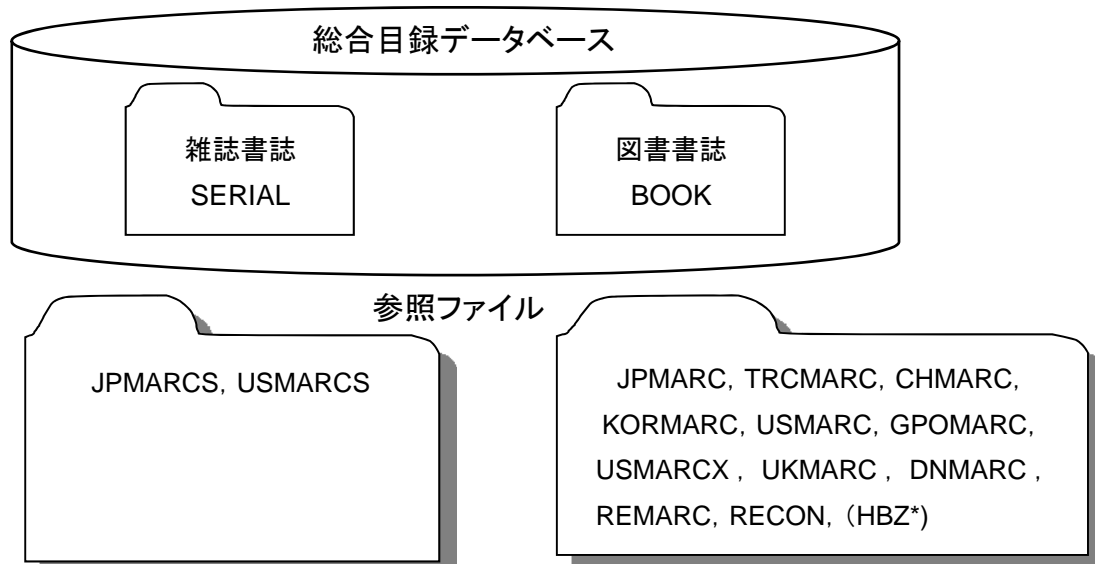 総合目録データベース
雑誌書誌
SERIAL
図書書誌
BOOK
参照ファイル
JPMARCS, USMARCS
JPMARC, TRCMARC, CHMARC,
KORMARC, USMARC, GPOMARC,
USMARCX , UKMARC , DNMARC ,
REMARC, RECON, （HBZ*)